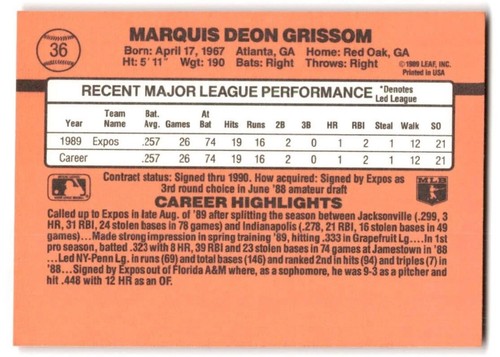 36
MARQUIS DEON GRISSOM
Born: April 17, 1967 Atlanta, GA Home: Red Oak, GA
Ht: 5' 11" Wgt: 190 Bats: Right Throws: Right
©1989 LEAF, INC.
Printed in USA
RECENT MAJOR LEAGUE PERFORMANCE *Denotes Led League
Year Team Name Bat. Avg. Games At Bat Hits Runs 2B 3B HR RBI Steal Walk SO
1989 Expos .257 26 74 19 16 2 0 1 2 1 12 21
Career .257 26 74 19 16 2 0 1 2 1 12 21
Contract status: Signed thru 1990. How acquired: Signed by Expos as
3rd round choice in June '88 amateur draft
MLB
CAREER HIGHLIGHTS
Called up to Expos in late Aug. of '89 after splitting the season between Jacksonville (.299,
3 HR, 31 RBI, 24 stolen bases in 78 games) and Indianapolis (.278, 21 RBI, 16 stolen bases in 49
games)...Made strong impression in spring training '89, hitting .333 in Grapefruit Lg....In 1st
pro season, batted .323 with 8 HR, 39 RBI and 23 stolen bases in 74 games at Jamestown in '88
...Led NY-Penn Lg. in runs (69) and total bases (146) and ranked 2nd in hits (94) and triples (7) in
'88...Signed by Expos out of Florida A&M where, as a sophomore, he was 9-3 as a pitcher and
hit .448 with 12 HR as an OF.